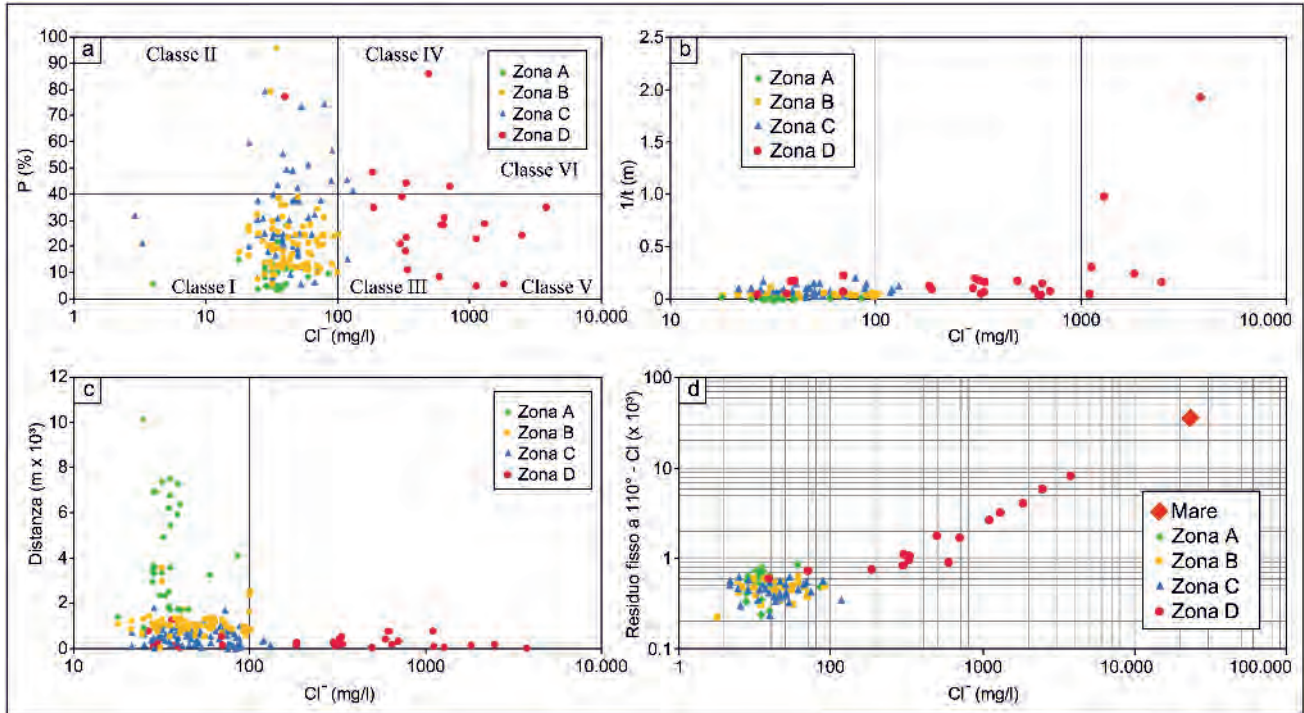 a
Classe II
Classe IV
Zona A
Zona B
Zona C
Zona D
Classe VI
Classe I
Classe III
Classe V
P (%)
100
90
80
70
60
50
40
30
20
10
0
1
10
100
1000
10.000
Cl⁻ (mg/l)
b
Zona A
Zona B
Zona C
Zona D
1/t (m)
2.5
2.0
1.5
1.0
0.5
0
10
100
1000
10.000
Cl⁻ (mg/l)
c
Zona A
Zona B
Zona C
Zona D
Distanza (m x 10³)
12
10
8
6
4
2
0
10
100
1000
10.000
Cl⁻ (mg/l)
d
Mare
Zona A
Zona B
Zona C
Zona D
Residuo fisso a 110° - Cl (x 10³)
100
10
1
0.1
1
100
1000
10.000
100.000
Cl⁻ (mg/l)